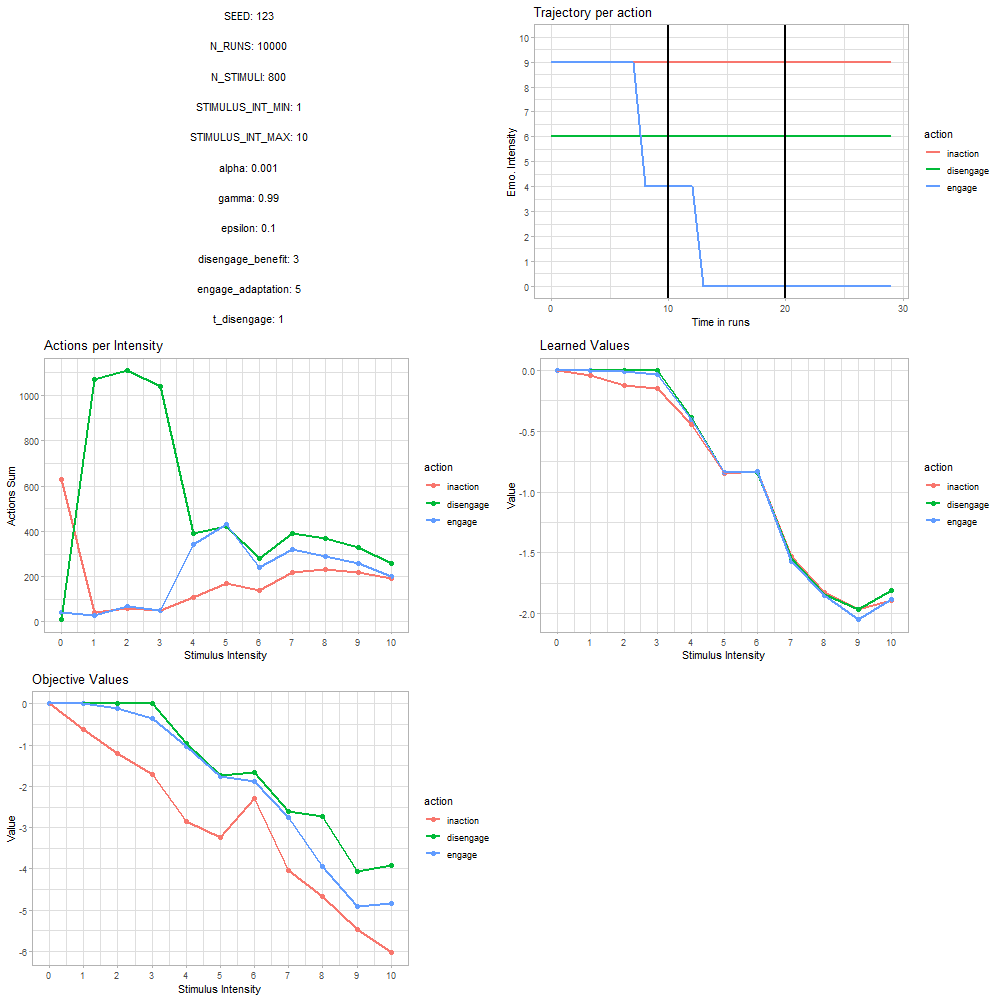 SEED: 123
N_RUNS: 10000
N_STIMULI: 800
STIMULUS_INT_MIN: 1
STIMULUS_INT_MAX: 10
alpha: 0.001
gamma: 0.99
epsilon: 0.1
disengage_benefit: 3
engage_adaptation: 5
t_disengage: 1
Trajectory per action
10
9
8
7
6
5
4
3
2
1
0
Emo. Intensity
0 10 20 30
Time in runs
action
inaction
disengage
engage
Actions per Intensity
1000
800
600
400
200
0
Actions Sum
0 1 2 3 4 5 6 7 8 9 10
Stimulus Intensity
action
inaction
disengage
engage
Learned Values
0.0
-0.5
-1.0
-1.5
-2.0
Value
0 1 2 3 4 5 6 7 8 9 10
Stimulus Intensity
action
inaction
disengage
engage
Objective Values
0
-1
-2
-3
-4
-5
-6
Value
0 1 2 3 4 5 6 7 8 9 10
Stimulus Intensity
action
inaction
disengage
engage